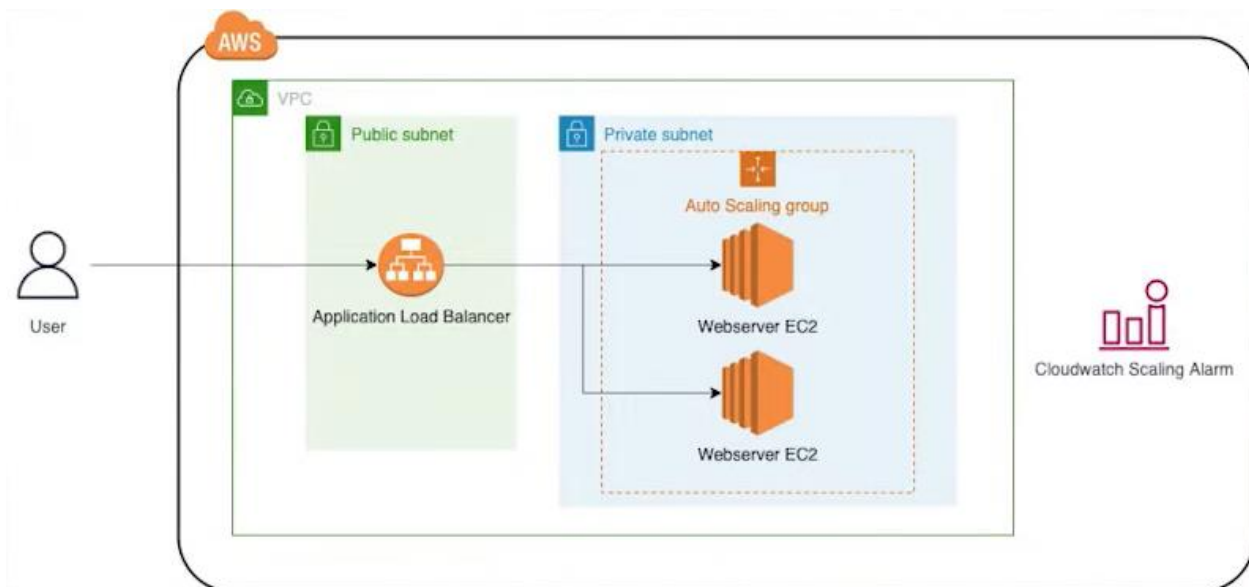 AWS
VPC
Public subnet
Private subnet
Auto Scaling group
User
Application Load Balancer
Webserver EC2
Webserver EC2
Cloudwatch Scaling Alarm